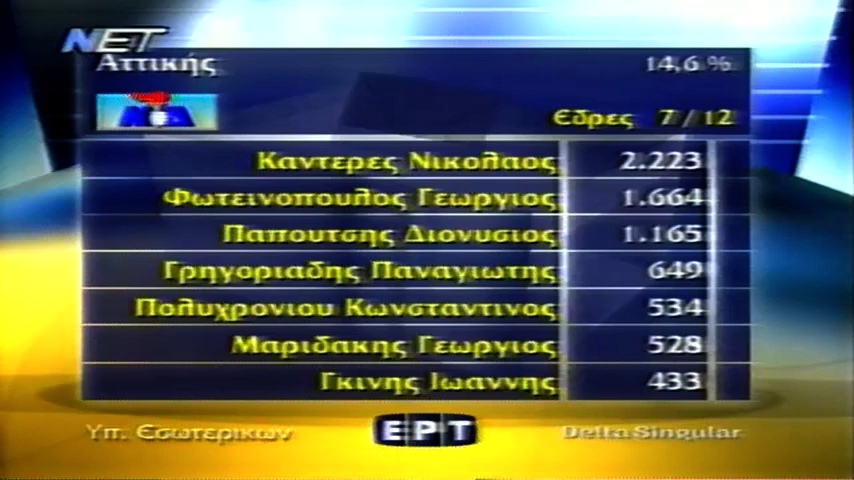 NET
Αττικής 14,6 %
Εδρες 7 / 12
Καντερες Νικολαος 2.223
Φωτεινοπουλος Γεωργιος 1.664
Παπουτσης Διονυσιος 1.165
Γρηγοριαδης Παναγιωτης 649
Πολυχρονιου Κωνσταντινος 534
Μαριδακης Γεωργιος 528
Γκινης Ιωαννης 433
Υπ. Εσωτερικων ΕΡΤ Delta Singular